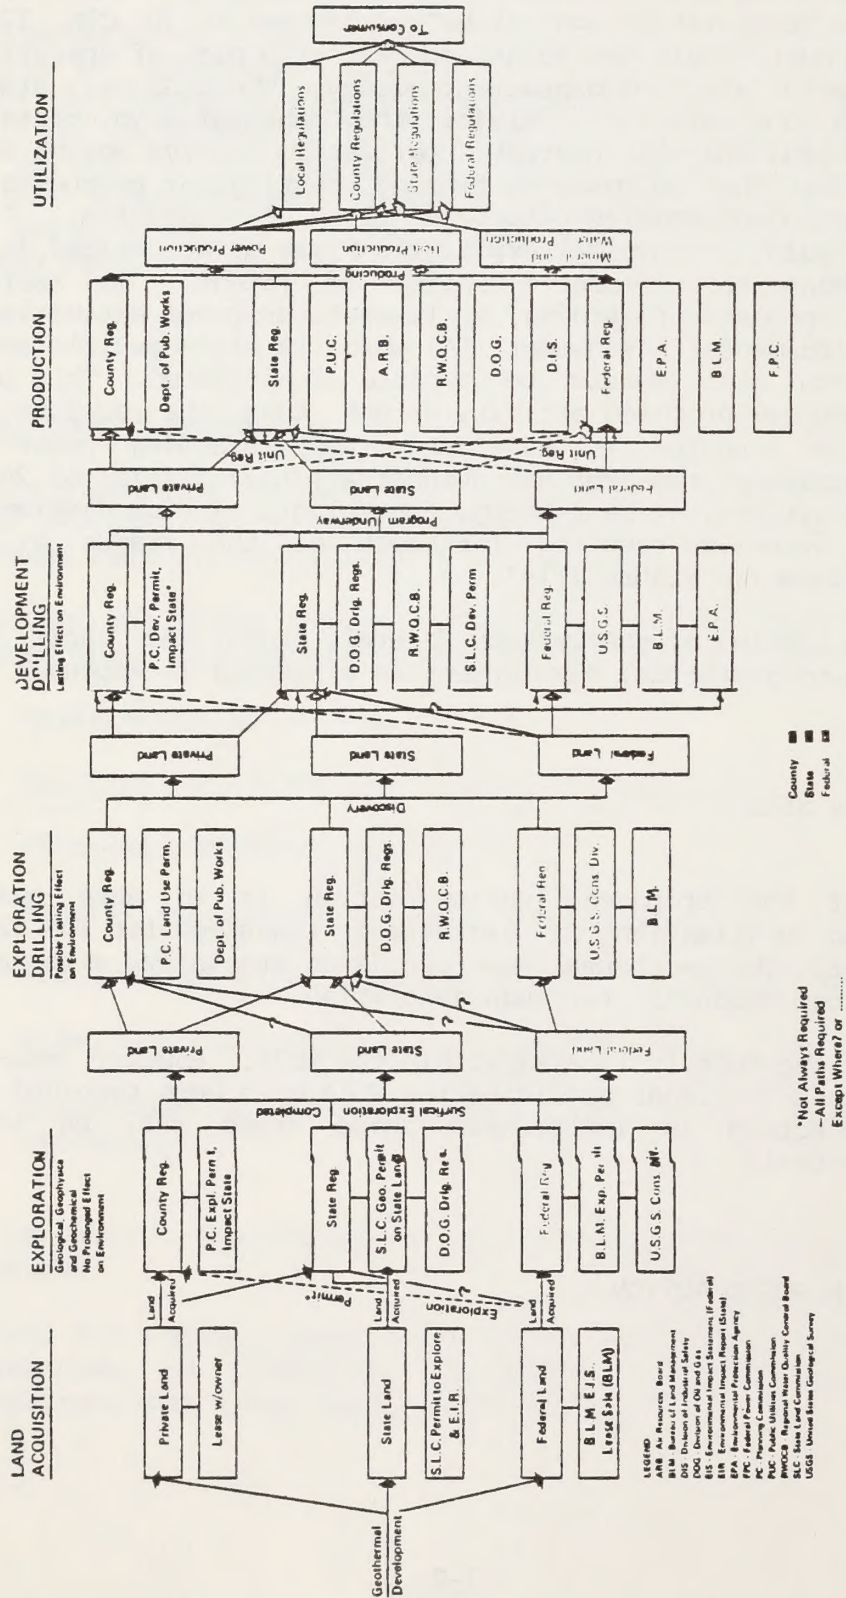 LAND
ACQUISITION
Geothermal
Development
Private Land
Lease w/owner
State Land
S.L.C. Permit to Explore
& E.I.R.
Federal Land
BLM E.I.S.
Lease Sale (BLM)
Land
Acquired
Land
Acquired
Land
Acquired
Permit*
Exploration
?
EXPLORATION
Geological, Geophysica
and Geochemical
No Prolonged Effect
on Environment
County Reg.
P.C. Expl. Permit,
Impact State
State Reg.
S.L.C. Geo. Permit
on State Land
D.O.G. Drlg. Res.
Federal Reg
B.L.M. Exp. Permit
U.S.G.S. Cons. Div.
Surfical Exploration
Completed
Private Land
State Land
Federal Land
?
?
?
EXPLORATION
DRILLING
Possible Lasting Effect
on Environment
County Reg.
P.C. Land Use Perm.
Dept. of Pub. Works
State Reg.
D.O.G. Drlg. Regs.
R.W.Q.C.B.
Federal Ren
U.S.G.S. Cons. Div.
B.L.M.
Discovery
Private Land
State Land
Federal Land
?
DEVELOPMENT
DRILLING
Lasting Effect on Environment
County Reg.
P.C. Dev. Permit,
Impact State*
State Reg.
D.O.G. Drlg. Regs.
R.W.Q.C.B.
S.L.C. Dev. Perm
Federal Reg.
U.S.G.S.
B.L.M.
E.P.A.
Program
Underway
Private Land
State Land
Federal Land
Unit Reg
Unit Reg
PRODUCTION
County Reg.
Dept. of Pub. Works
State Reg.
P.U.C.
A.R.B.
R.W.Q.C.B.
D.O.G.
D.I.S.
Federal Reg.
E.P.A.
B L M.
F.P.C.
Producing
Power Production
Heat Production
Mineral and
Water Production
UTILIZATION
Local Regulations
County Regulations
State Regulations
Federal Regulations
To Consumer
LEGEND
ARB - Air Resources Board
BLM - Bureau of Land Management
DIS - Division of Industrial Safety
DOG - Division of Oil and Gas
EIS - Environmental Impact Statement (Federal)
EIR - Environmental Impact Report (State)
EPA - Environmental Protection Agency
FPC - Federal Power Commission
PC - Planning Commission
PUC - Public Utilities Commission
RWQCB - Regional Water Quality Control Board
SLC - State Land Commission
USGS - United States Geological Survey
*Not Always Required
–All Paths Required
Except Where? or ..........
County
State
Federal